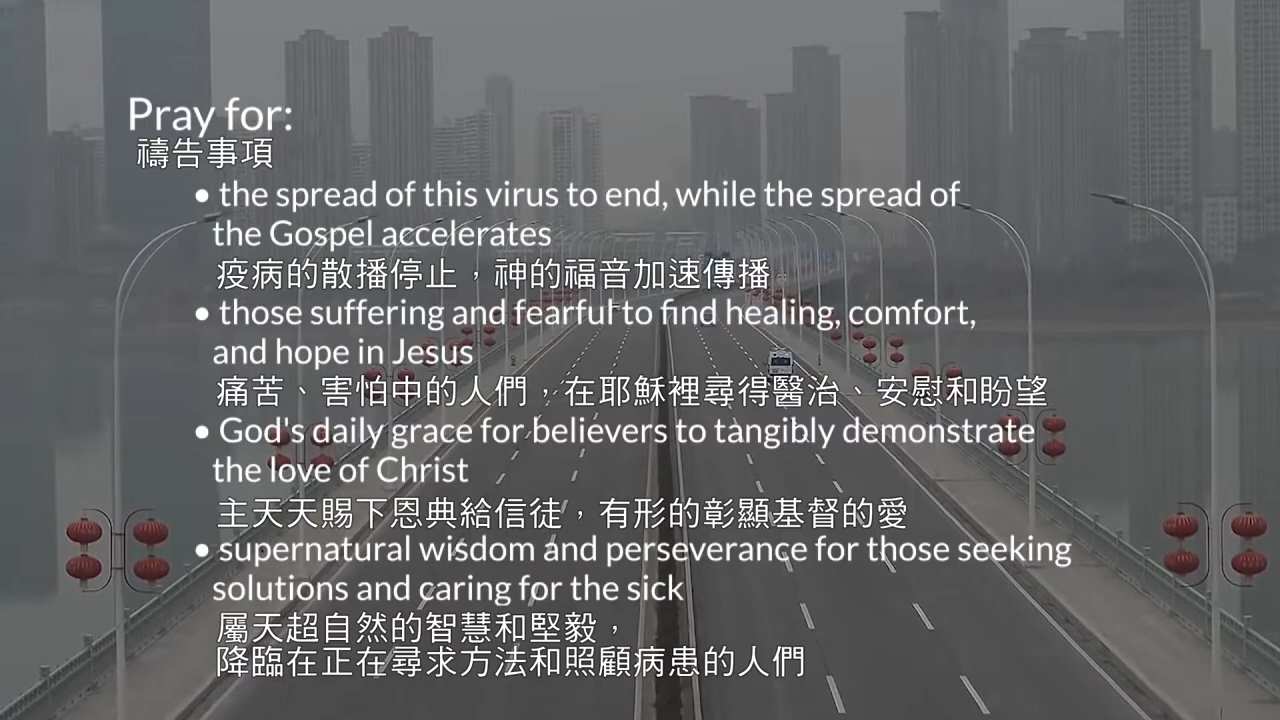 Pray for:
禱告事項
• the spread of this virus to end, while the spread of
the Gospel accelerates
疫病的散播停止，神的福音加速傳播
• those suffering and fearful to find healing, comfort,
and hope in Jesus
痛苦、害怕中的人們，在耶穌裡尋得醫治、安慰和盼望
• God's daily grace for believers to tangibly demonstrate
the love of Christ
主天天賜下恩典給信徒，有形的彰顯基督的愛
• supernatural wisdom and perseverance for those seeking
solutions and caring for the sick
屬天超自然的智慧和堅毅，
降臨在正在尋求方法和照顧病患的人們